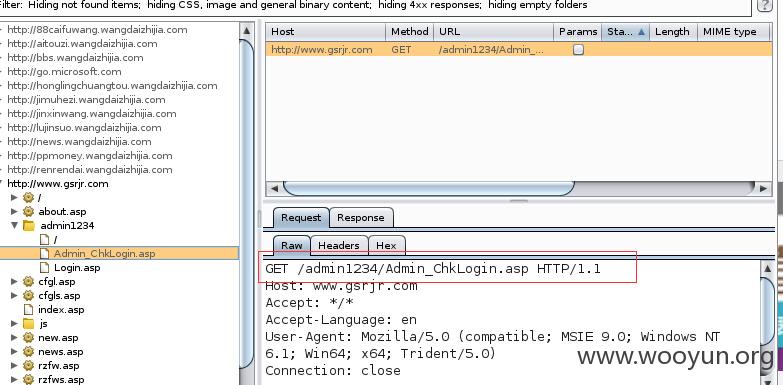 Filter: Hiding not found items;  hiding CSS, image and general binary content;  hiding 4xx responses;  hiding empty folders
?
http://88caifuwang.wangdaizhijia.com
http://aitouzi.wangdaizhijia.com
http://bbs.wangdaizhijia.com
http://go.microsoft.com
http://honglingchuangtou.wangdaizhijia.com
http://jimuhezi.wangdaizhijia.com
http://jinxinwang.wangdaizhijia.com
http://lujinsuo.wangdaizhijia.com
http://news.wangdaizhijia.com
http://ppmoney.wangdaizhijia.com
http://renrendai.wangdaizhijia.com
http://www.gsrjr.com
/
about.asp
admin1234
/
Admin_ChkLogin.asp
Login.asp
cfgl.asp
cfgls.asp
index.asp
js
new.asp
news.asp
rzfw.asp
rzfws.asp
Host Method URL Params Sta... Length MIME type
http://www.gsrjr.com GET /admin1234/Admin_...
Request Response
Raw Headers Hex
GET /admin1234/Admin_ChkLogin.asp HTTP/1.1
Host: www.gsrjr.com
Accept: */*
Accept-Language: en
User-Agent: Mozilla/5.0 (compatible; MSIE 9.0; Windows NT
6.1; Win64; x64; Trident/5.0)
Connection: close
www.wooyun.org